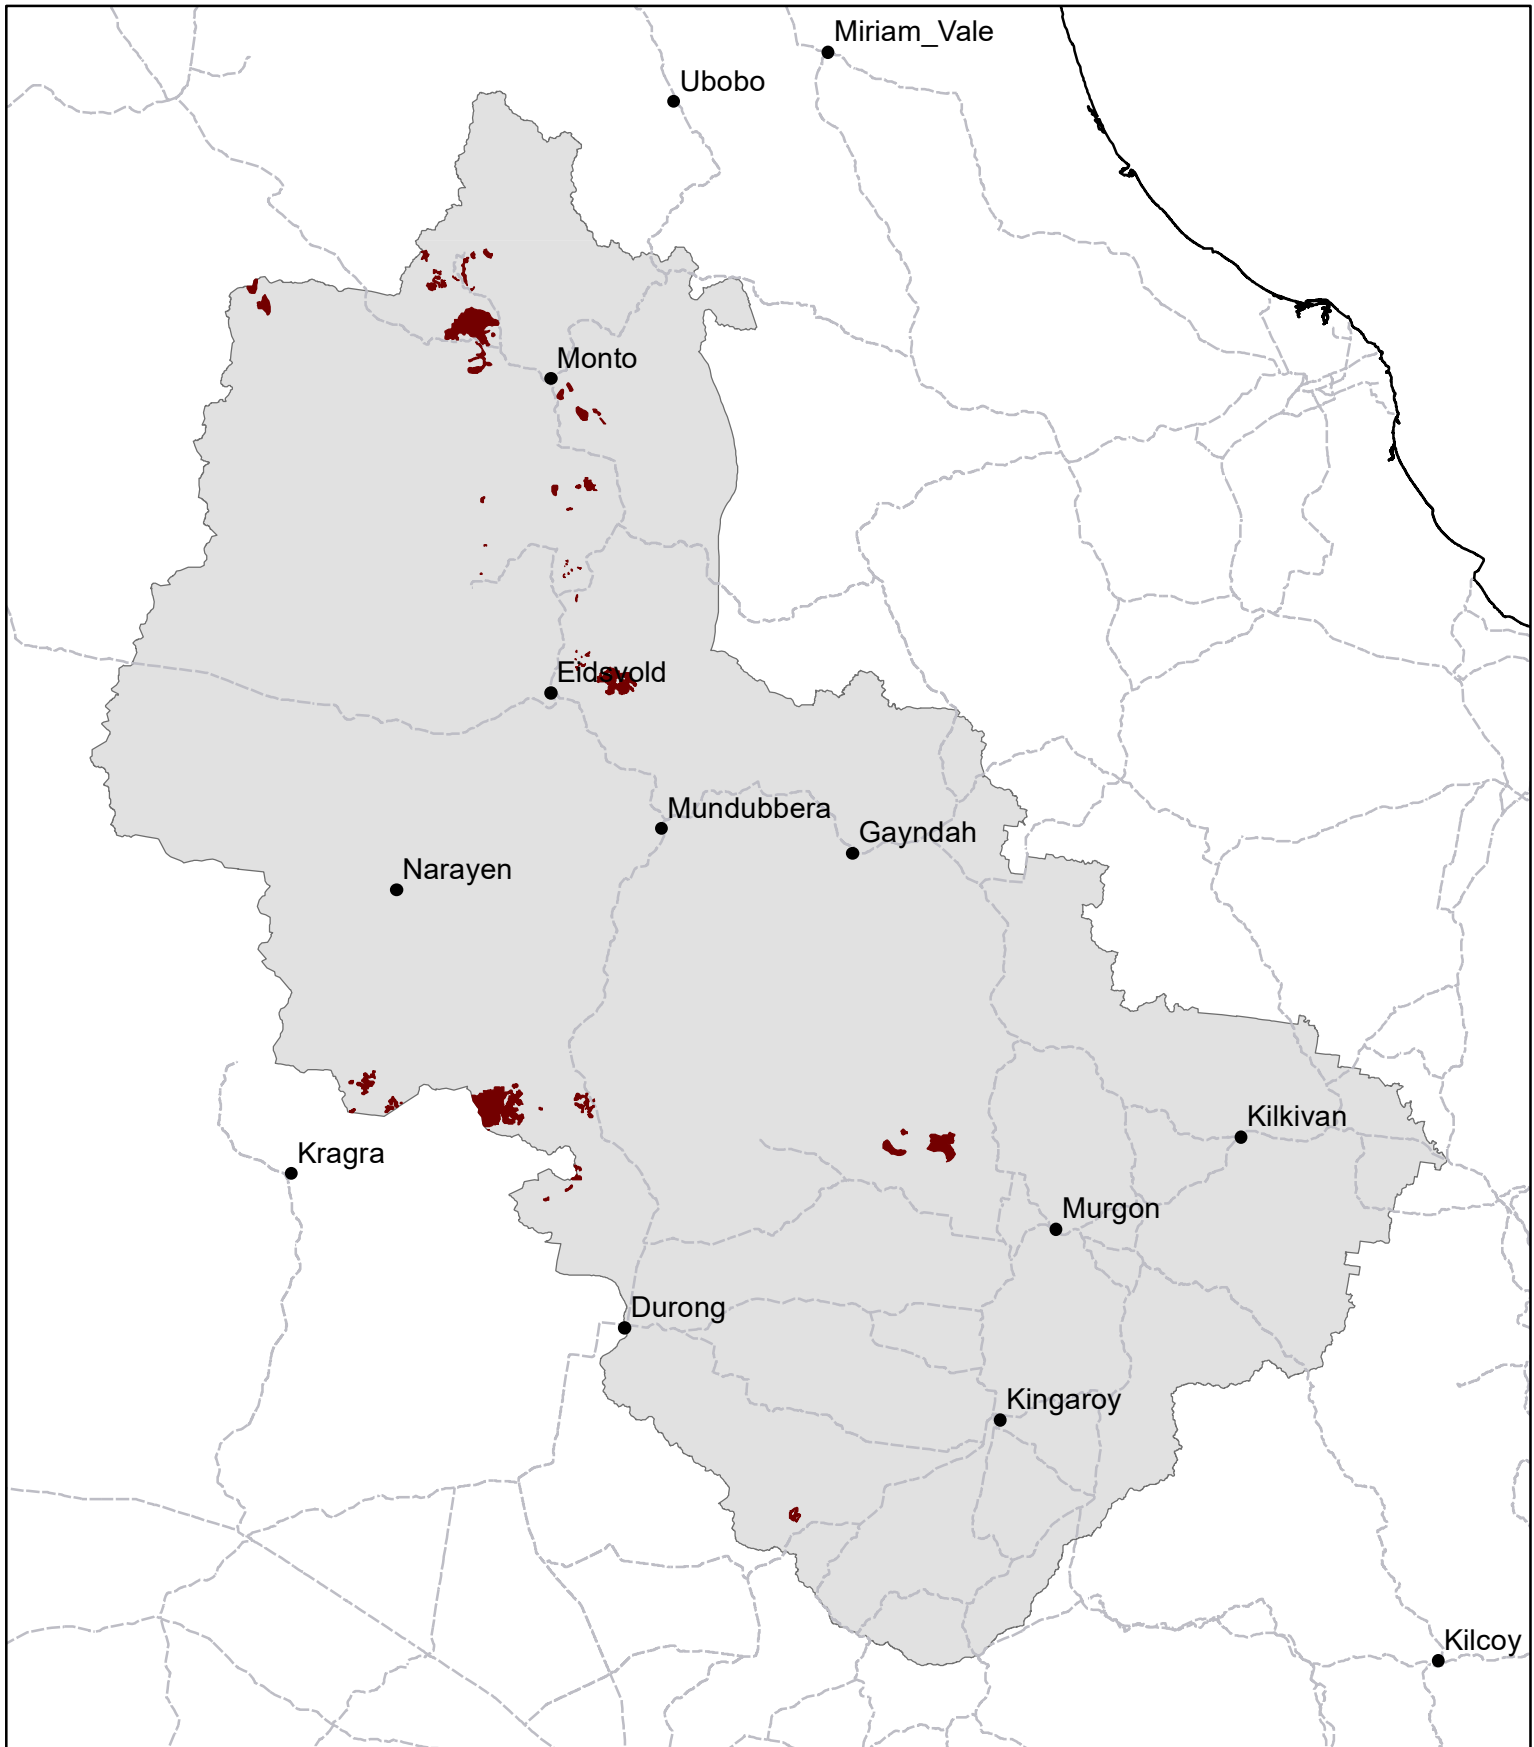 Miriam_Vale
Ubobo
Monto
Eidsvold
Mundubbera
Gayndah
Narayen
Kilkivan
Kragra
Murgon
Durong
Kingaroy
Kilcoy